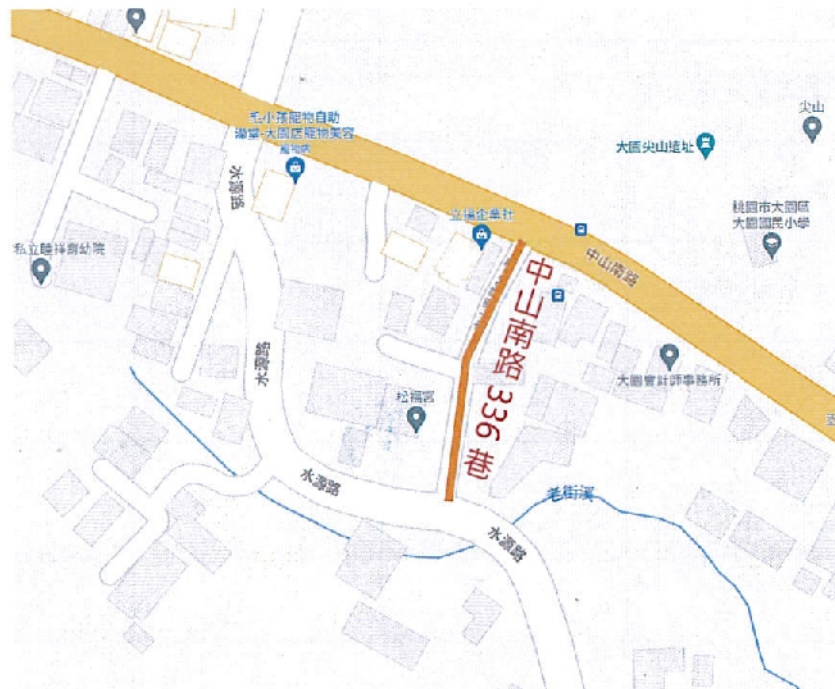 毛小孩寵物自助
澡堂-大園店寵物美容
寵物店
水源路
尖山
大園尖山遺址
桃園市大園區
大園國民小學
立揚企業社
中山南路
私立睦祥育幼院
中山南路 336 巷
水源路
大園會計師事務所
松福宮
水源路
老街溪
水源路